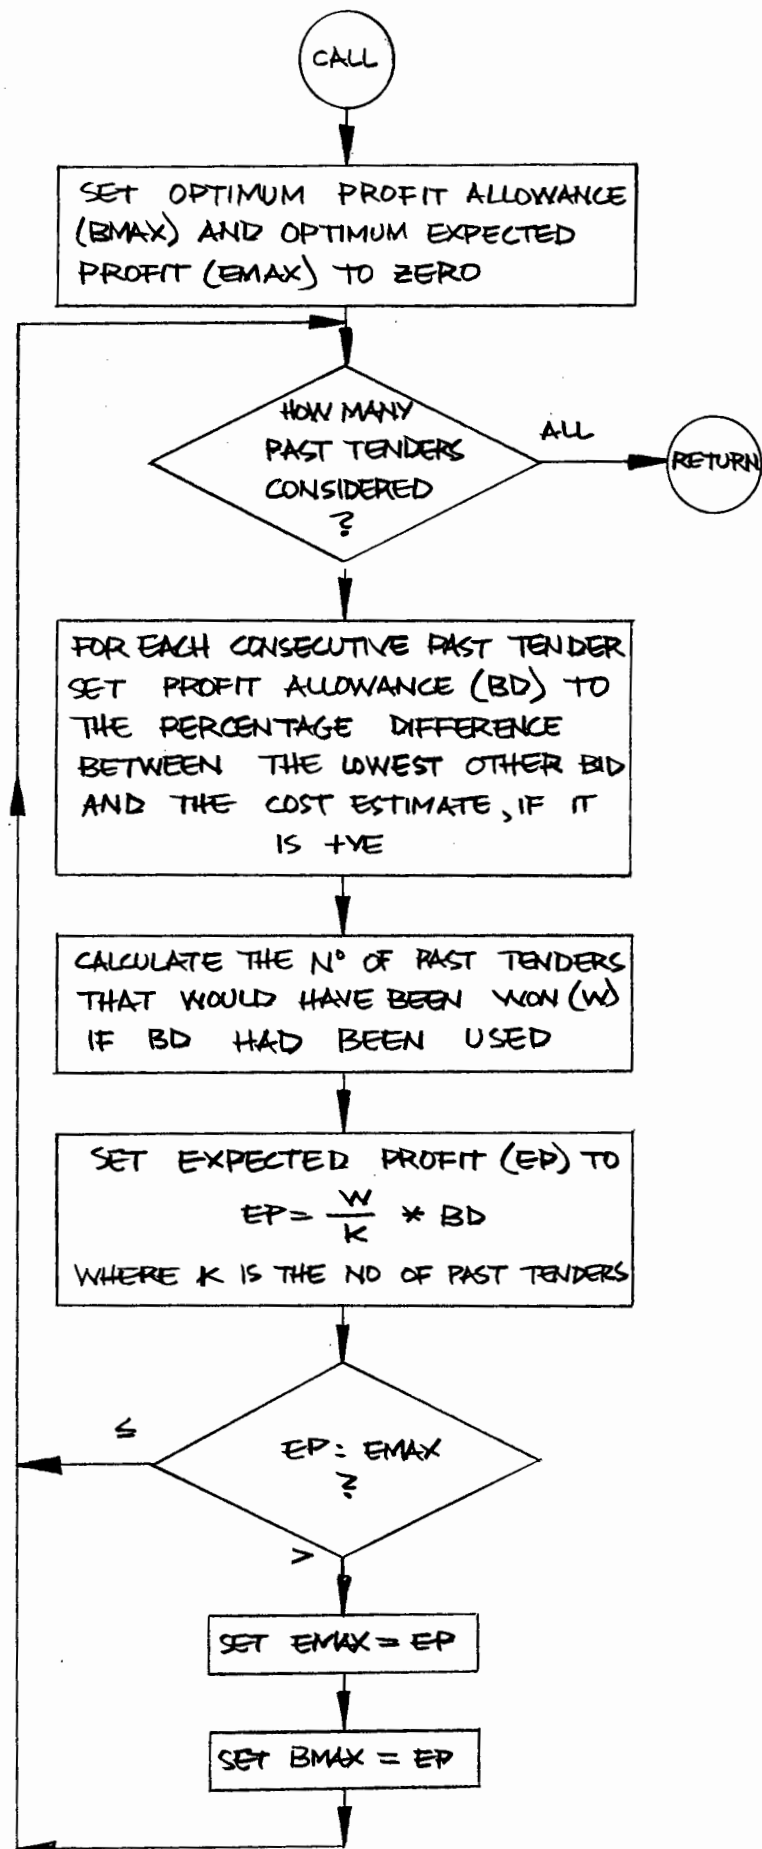 CALL
SET OPTIMUM PROFIT ALLOWANCE
(BMAX) AND OPTIMUM EXPECTED
PROFIT (EMAX) TO ZERO
HOW MANY
PAST TENDERS
CONSIDERED
?
ALL
RETURN
FOR EACH CONSECUTIVE PAST TENDER
SET PROFIT ALLOWANCE (BD) TO
THE PERCENTAGE DIFFERENCE
BETWEEN THE LOWEST OTHER BID
AND THE COST ESTIMATE, IF IT
IS +VE
CALCULATE THE Nº OF PAST TENDERS
THAT WOULD HAVE BEEN WON (W)
IF BD HAD BEEN USED
SET EXPECTED PROFIT (EP) TO
EP = W/K * BD
WHERE K IS THE NO OF PAST TENDERS
≤
EP : EMAX
?
>
SET EMAX = EP
SET BMAX = EP